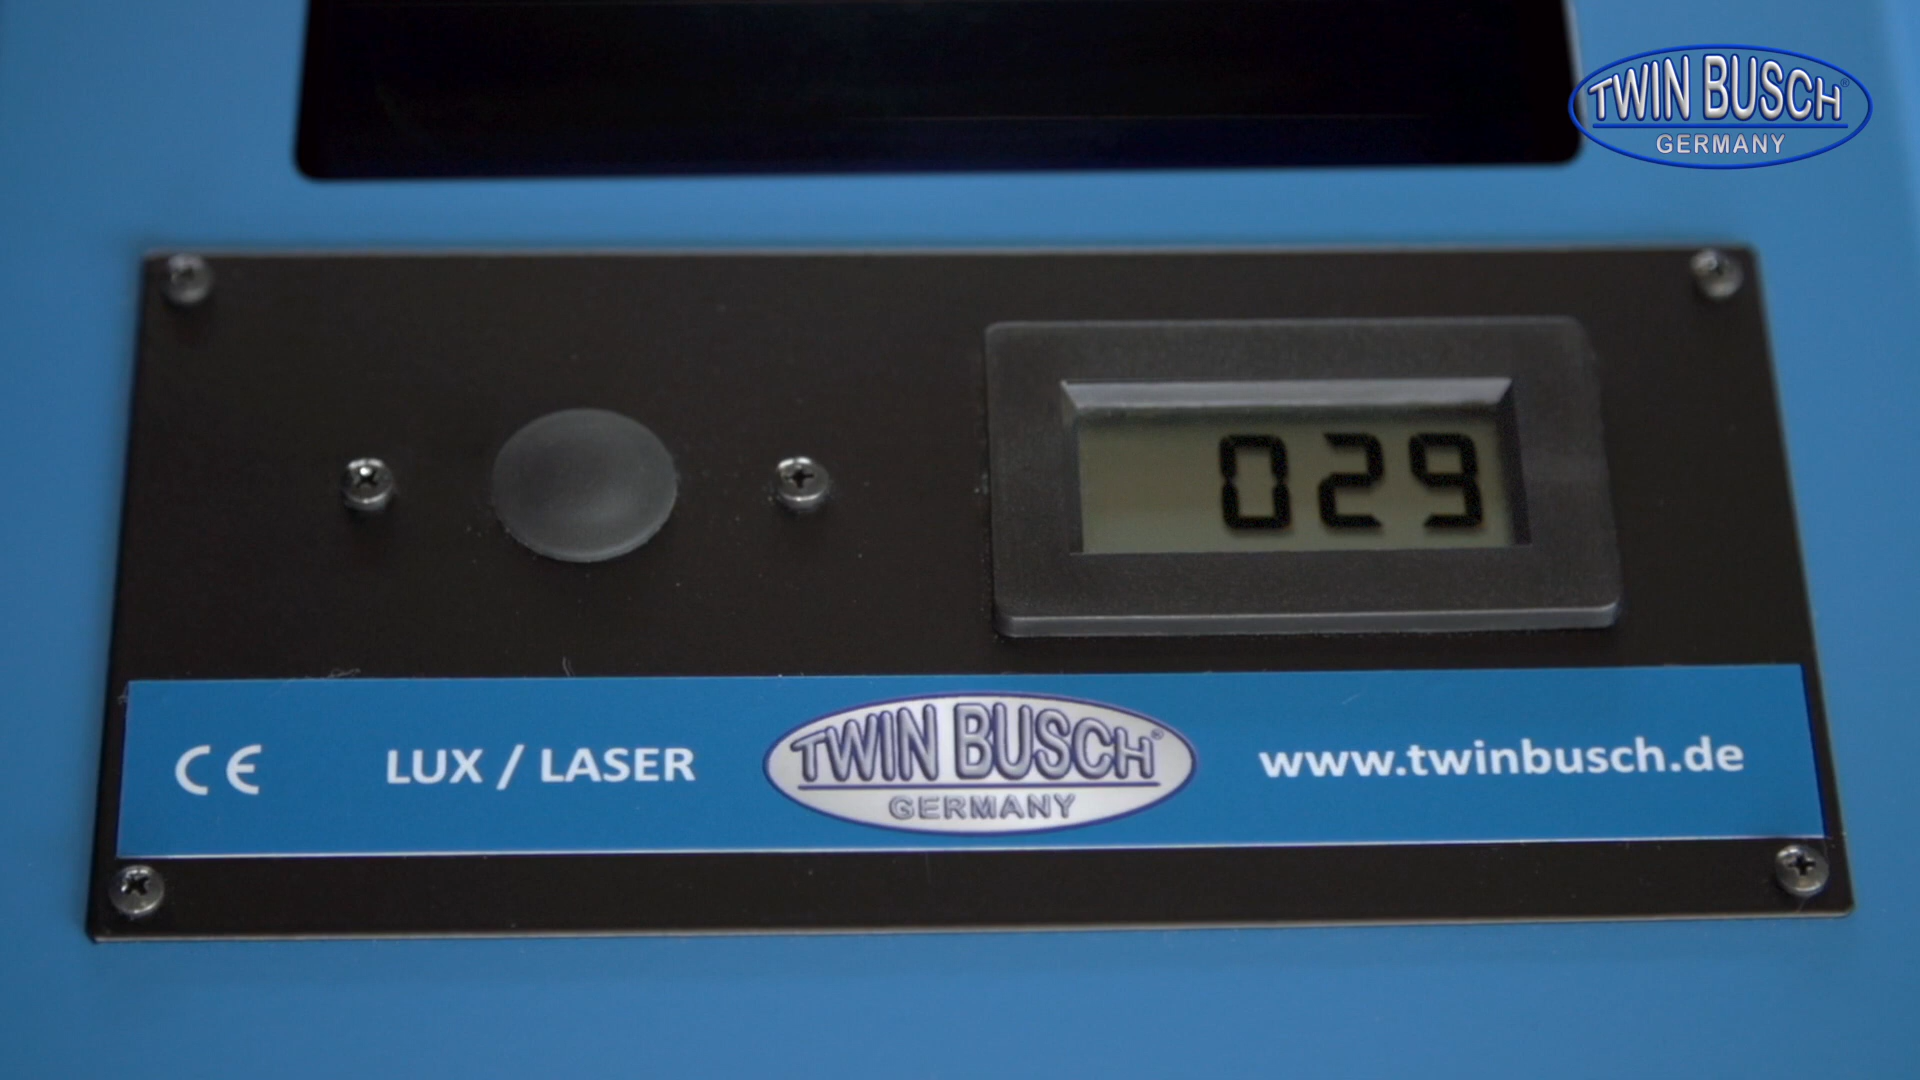 TWIN BUSCH®
GERMANY
029
CE LUX / LASER
TWIN BUSCH®
GERMANY
www.twinbusch.de